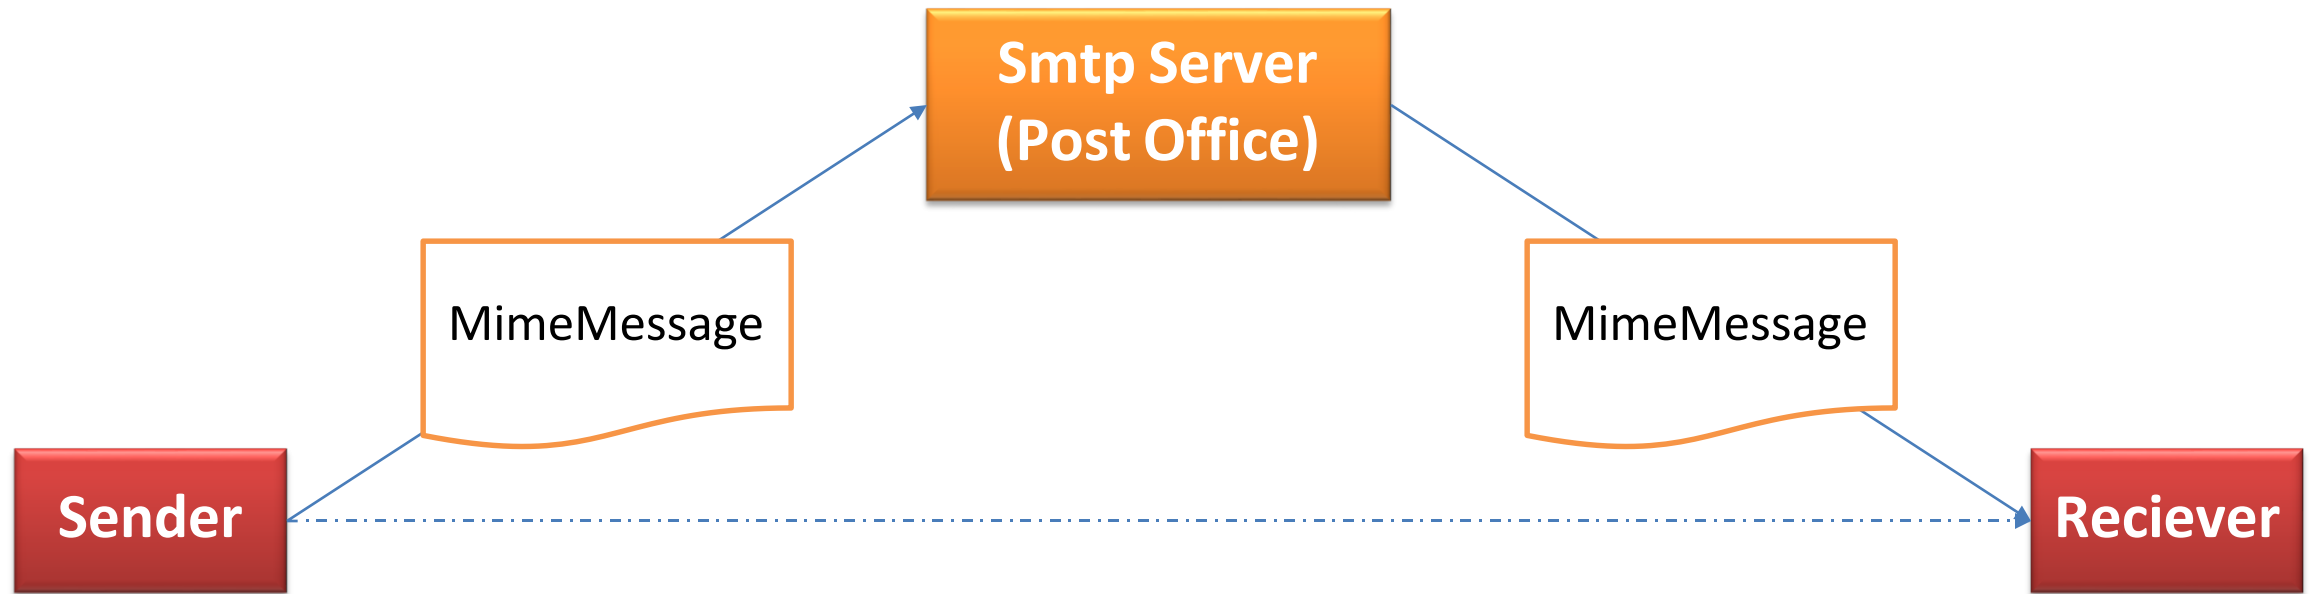 Smtp Server
(Post Office)
MimeMessage
MimeMessage
Sender
Reciever